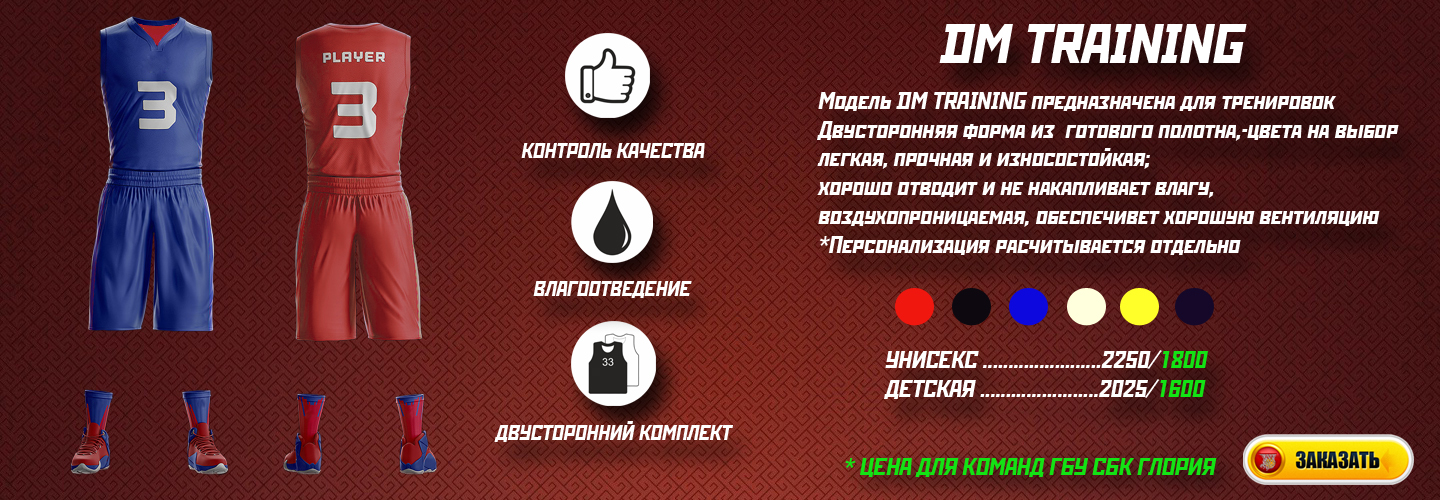 DM TRAINING
Модель DM TRAINING предназначена для тренировок
Двусторонняя форма из готового полотна,-цвета на выбор
легкая, прочная и износостойкая;
хорошо отводит и не накапливает влагу,
воздухопроницаемая, обеспечивет хорошую вентиляцию
*Персонализация расчитывается отдельно
УНИСЕКС .......................2250/1800
ДЕТСКАЯ .......................2025/1600
* ЦЕНА ДЛЯ КОМАНД ГБУ СБК ГЛОРИЯ
ЗАКАЗАТЬ
КОНТРОЛЬ КАЧЕСТВА
ВЛАГООТВЕДЕНИЕ
33
ДВУСТОРОННИЙ КОМПЛЕКТ
3
PLAYER
3